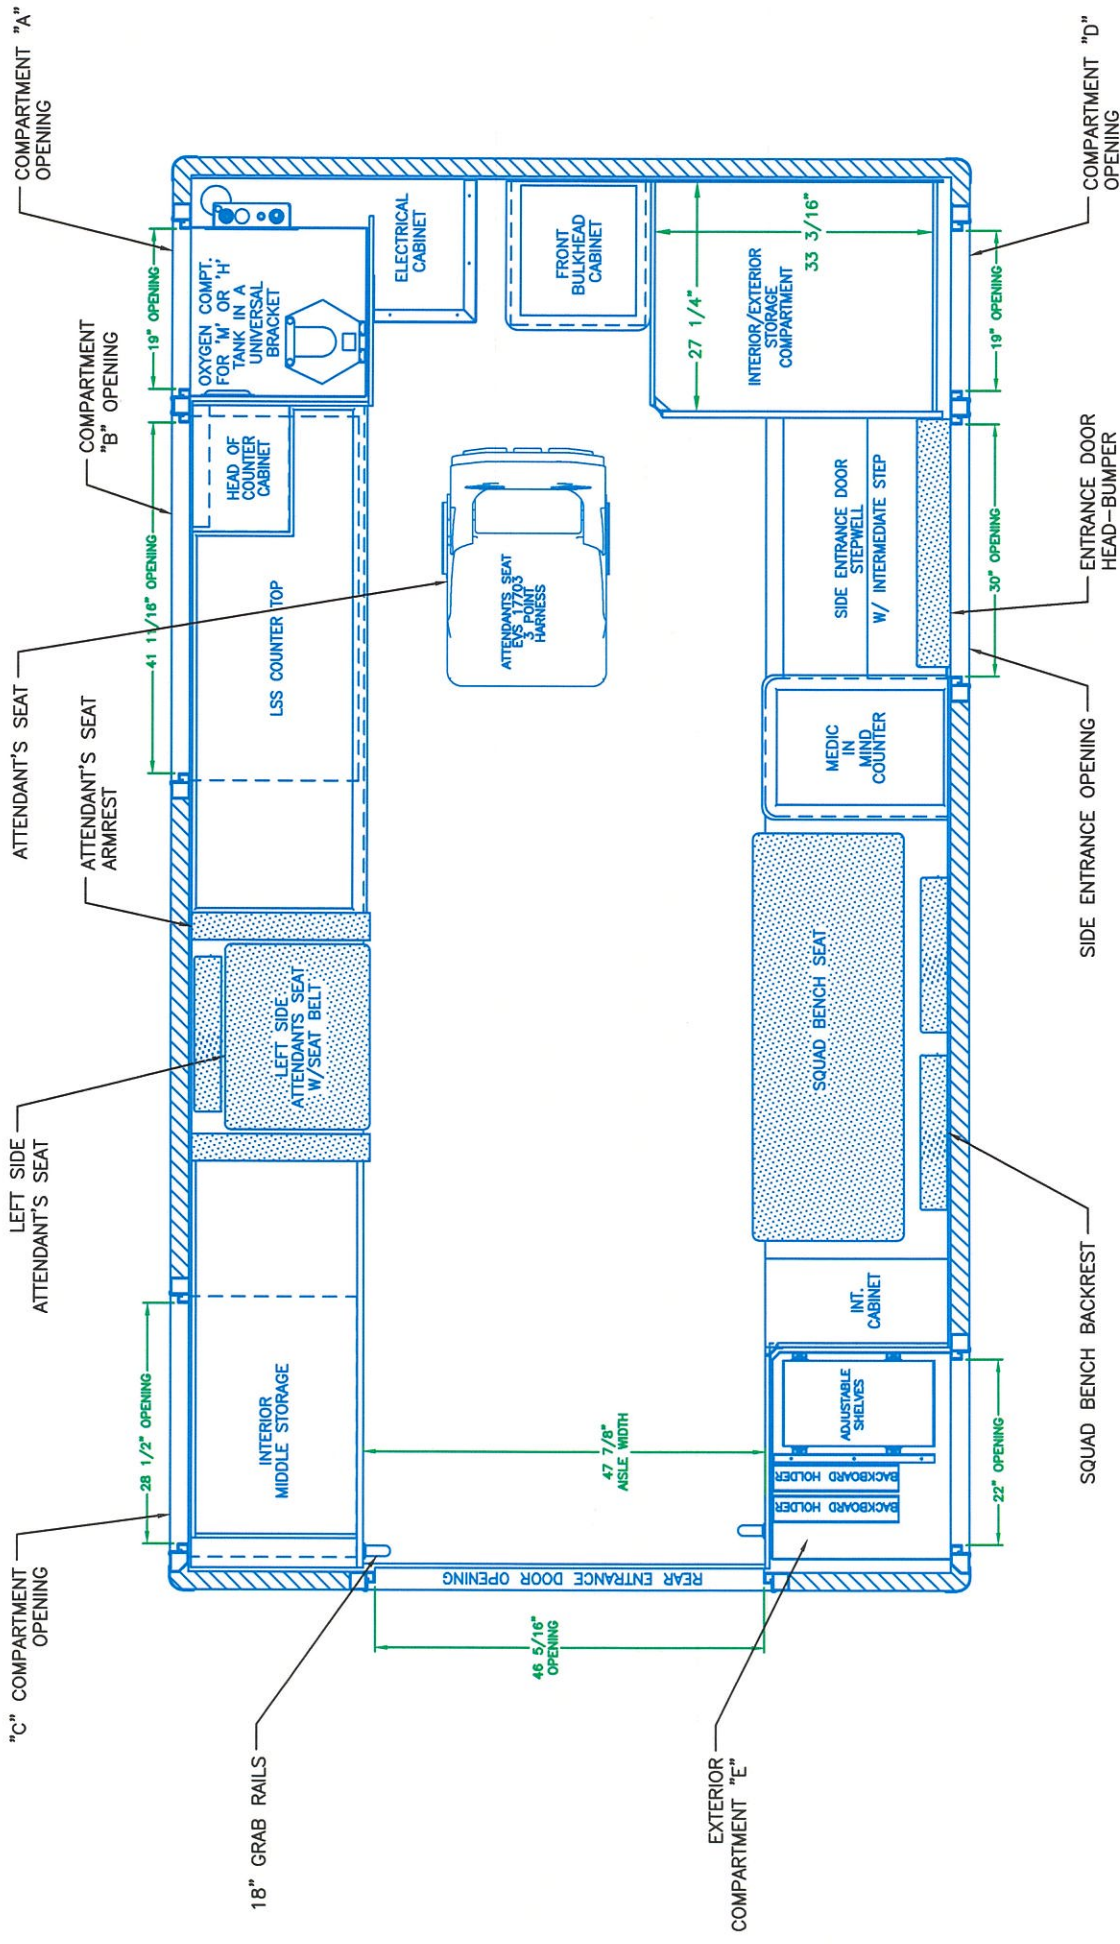 "C" COMPARTMENT
OPENING
LEFT SIDE
ATTENDANT'S SEAT
ATTENDANT'S SEAT
ATTENDANT'S SEAT
ARMREST
COMPARTMENT
"B" OPENING
COMPARTMENT "A"
OPENING
28 1/2" OPENING
41 11/16" OPENING
19" OPENING
INTERIOR
MIDDLE STORAGE
LEFT SIDE
ATTENDANTS SEAT
W/SEAT BELT
LSS COUNTER TOP
HEAD OF
COUNTER
CABINET
OXYGEN COMPT.
FOR 'M' OR 'H'
TANK IN A
UNIVERSAL
BRACKET
ELECTRICAL
CABINET
FRONT
BULKHEAD
CABINET
ATTENDANTS SEAT
EVS 17703
3 POINT
HARNESS
27 1/4"
33 3/16"
INTERIOR/EXTERIOR
STORAGE
COMPARTMENT
18" GRAB RAILS
REAR ENTRANCE DOOR OPENING
46 5/16"
OPENING
47 7/8"
AISLE WIDTH
BACKBOARD HOLDER
BACKBOARD HOLDER
ADJUSTABLE
SHELVES
INT.
CABINET
SQUAD BENCH SEAT
MEDIC
IN
MIND
COUNTER
SIDE ENTRANCE DOOR
STEPWELL
W/ INTERMEDIATE STEP
22" OPENING
30" OPENING
19" OPENING
EXTERIOR
COMPARTMENT "E"
SQUAD BENCH BACKREST
SIDE ENTRANCE OPENING
ENTRANCE DOOR
HEAD-BUMPER
COMPARTMENT "D"
OPENING